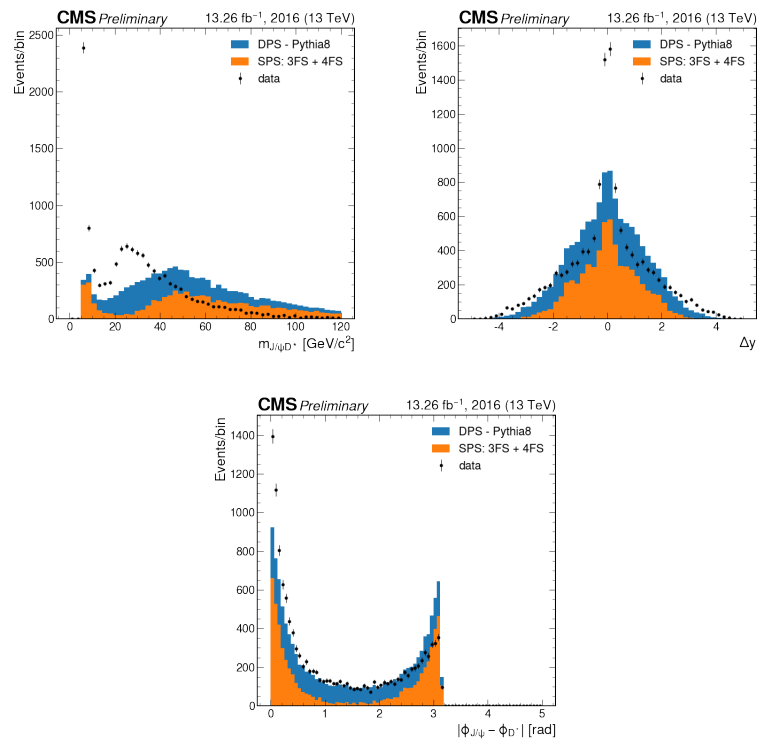 CMS Preliminary 13.26 fb⁻¹, 2016 (13 TeV)
Events/bin
2500
2000
1500
1000
500
0
DPS - Pythia8
SPS: 3FS + 4FS
data
0 20 40 60 80 100 120
m_J/ψD* [GeV/c²]
CMS Preliminary 13.26 fb⁻¹, 2016 (13 TeV)
Events/bin
1600
1400
1200
1000
800
600
400
200
0
DPS - Pythia8
SPS: 3FS + 4FS
data
-4 -2 0 2 4
Δy
CMS Preliminary 13.26 fb⁻¹, 2016 (13 TeV)
Events/bin
1400
1200
1000
800
600
400
200
0
DPS - Pythia8
SPS: 3FS + 4FS
data
0 1 2 3 4 5
|ϕ_J/ψ − ϕ_D*| [rad]